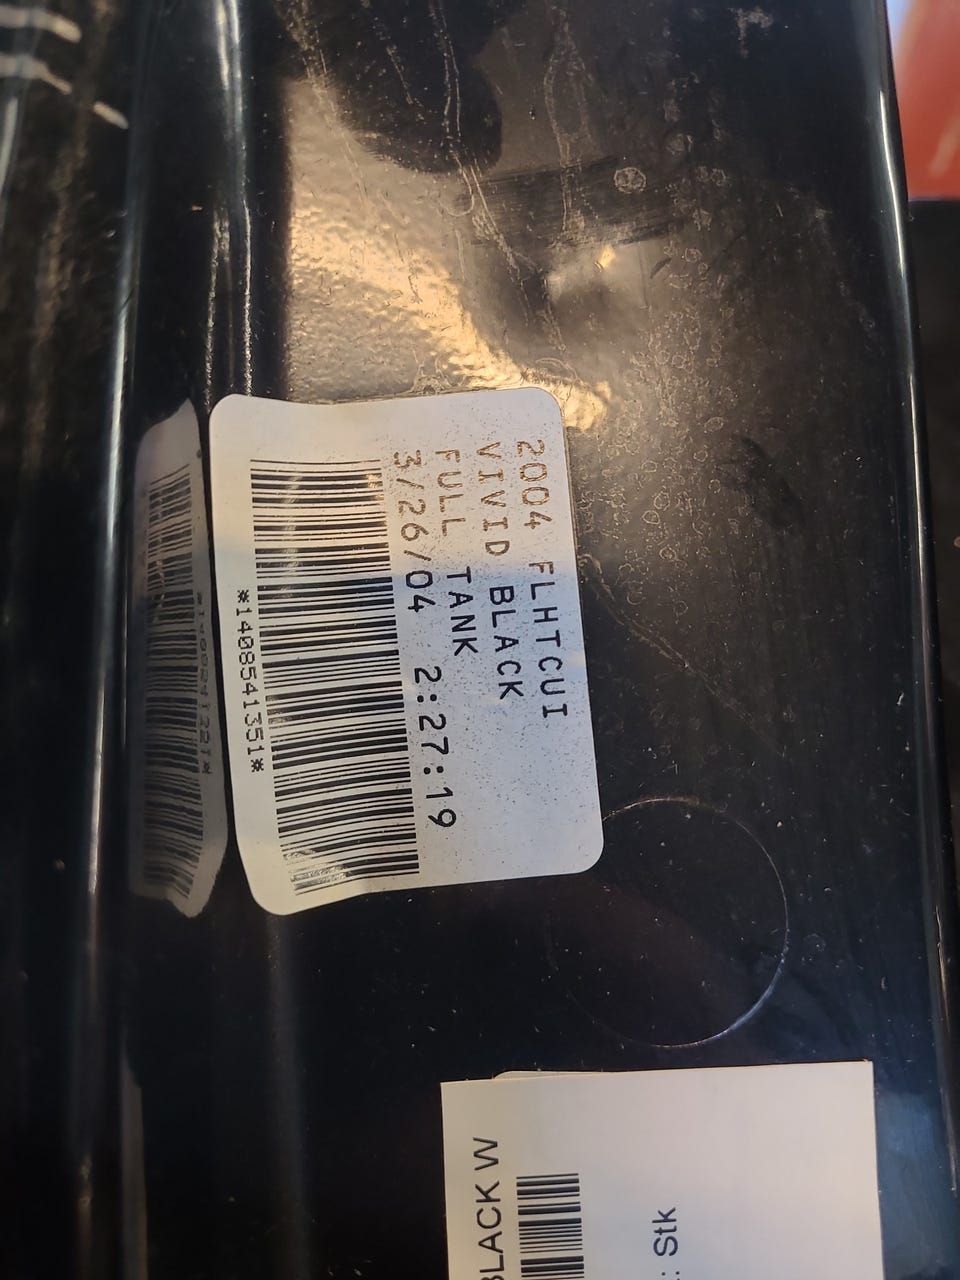 2004 FLHTCUI
VIVID BLACK
FULL TANK
3/26/04 2:27:19
*1408541351*
BLACK W
: Stk